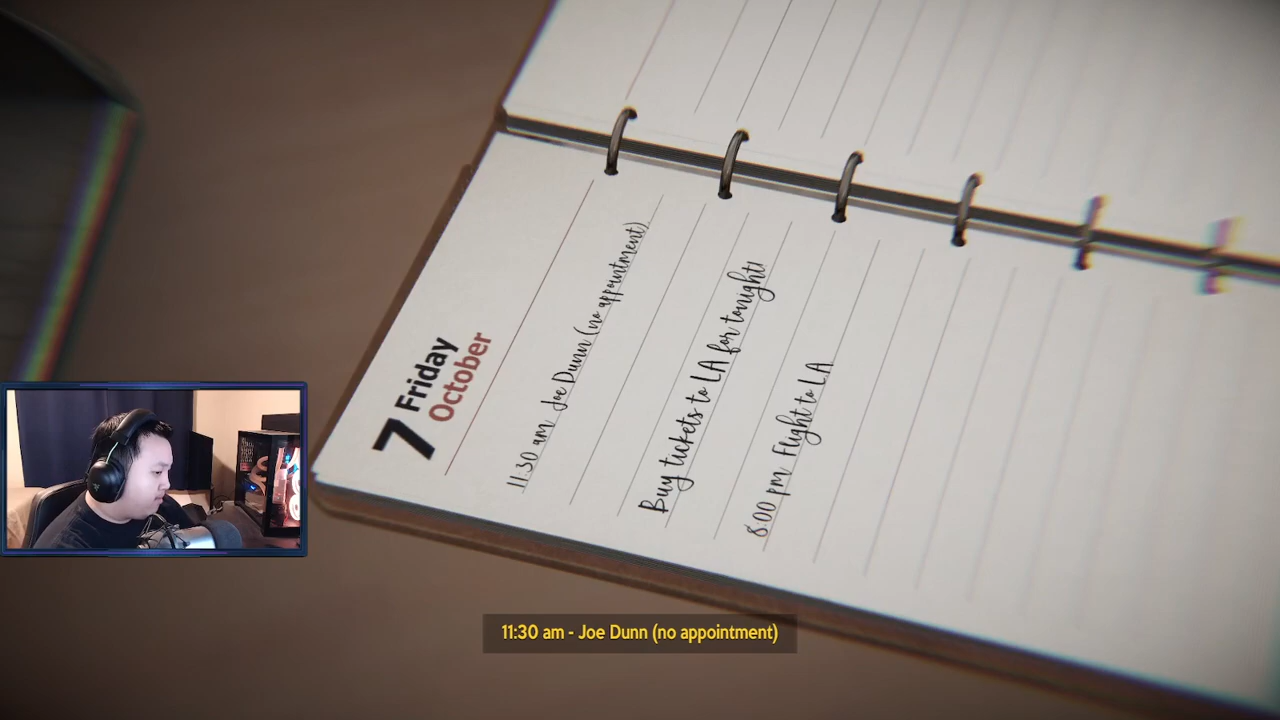 7 Friday
October
11:30 am Joe Dunn (no appointment)
Buy tickets to LA for tonight!
8:00 pm Flight to LA
11:30 am - Joe Dunn (no appointment)